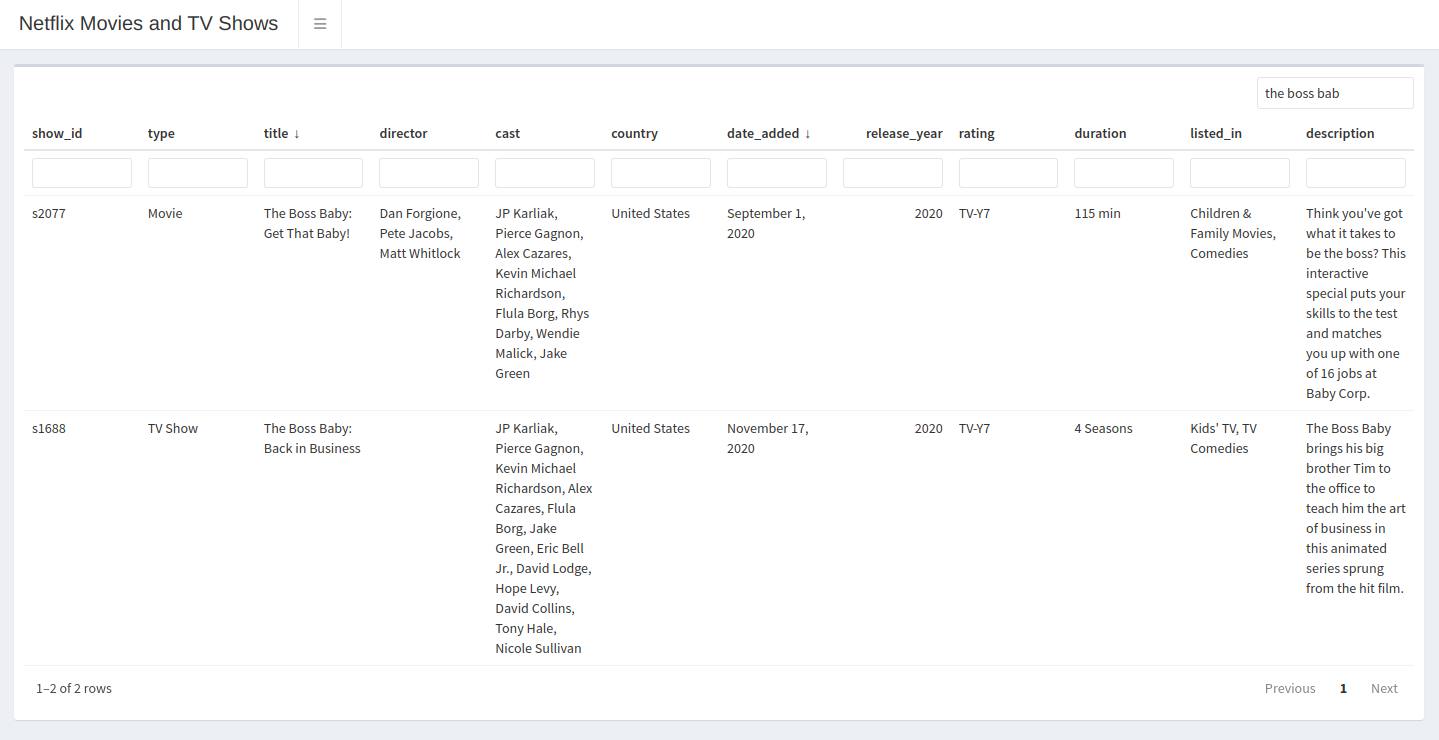 Netflix Movies and TV Shows
the boss bab
show_id type title ↓ director cast country date_added ↓ release_year rating duration listed_in description
s2077 Movie The Boss Baby: Dan Forgione, JP Karliak, United States September 1, 2020 TV-Y7 115 min Children & Think you've got
Get That Baby! Pete Jacobs, Pierce Gagnon, 2020 Family Movies, what it takes to
Matt Whitlock Alex Cazares, Comedies be the boss? This
Kevin Michael interactive
Richardson, special puts your
Flula Borg, Rhys skills to the test
Darby, Wendie and matches
Malick, Jake you up with one
Green of 16 jobs at
Baby Corp.
s1688 TV Show The Boss Baby: JP Karliak, United States November 17, 2020 TV-Y7 4 Seasons Kids' TV, TV The Boss Baby
Back in Business Pierce Gagnon, 2020 Comedies brings his big
Kevin Michael brother Tim to
Richardson, Alex the office to
Cazares, Flula teach him the art
Borg, Jake of business in
Green, Eric Bell this animated
Jr., David Lodge, series sprung
Hope Levy, from the hit film.
David Collins,
Tony Hale,
Nicole Sullivan
1–2 of 2 rows Previous 1 Next